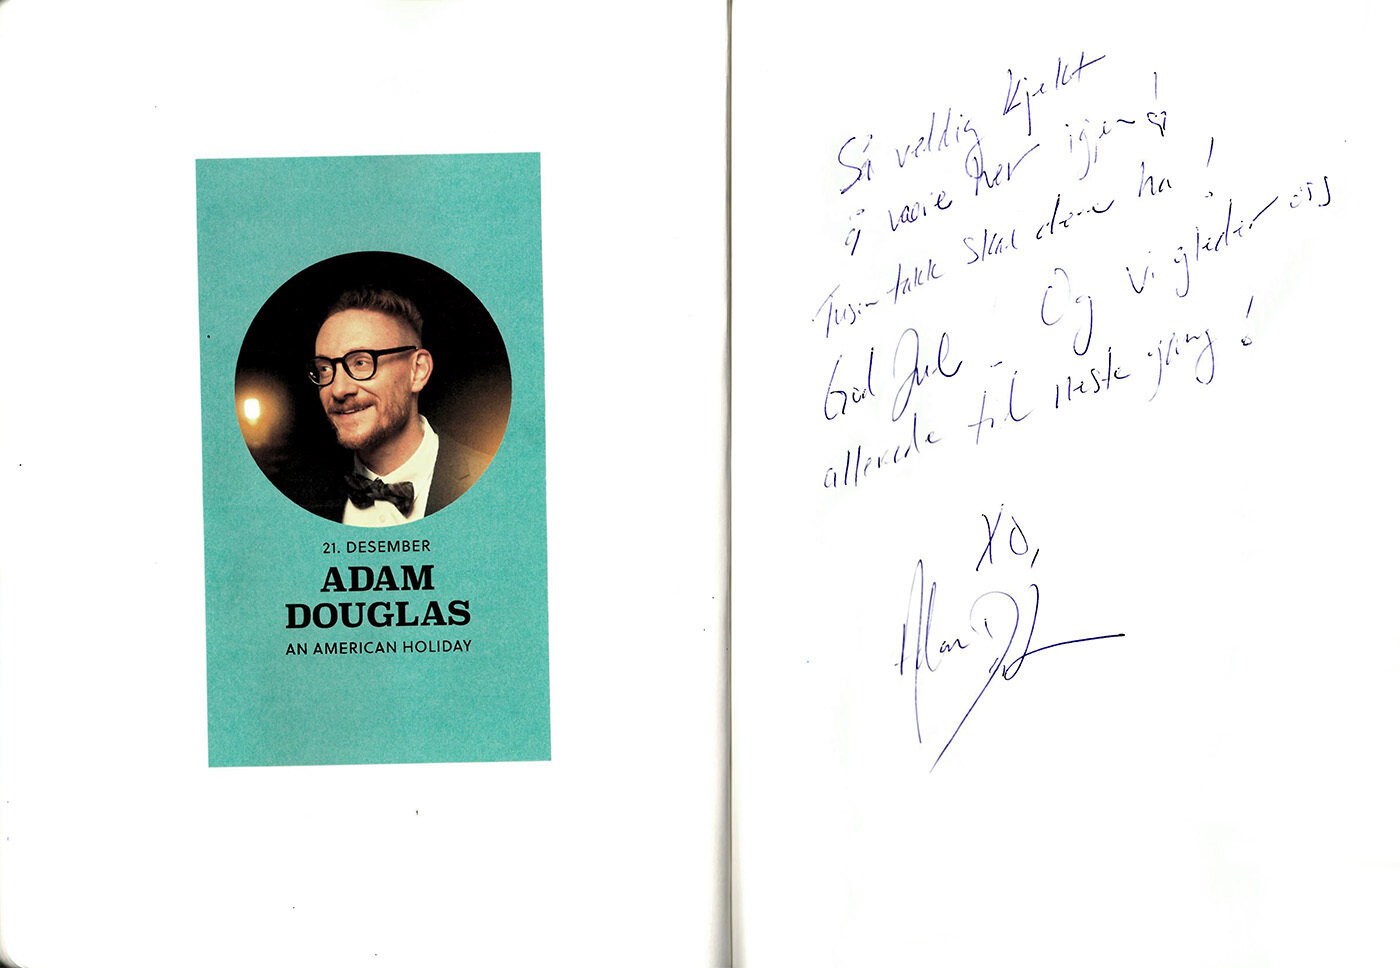 21. DESEMBER
ADAM
DOUGLAS
AN AMERICAN HOLIDAY
Så veldig kjekt
å være her igjen!
Tusen takk skal dere ha!
God Jul - Og vi gleder oss
allerede til neste gang!
XO,
Adam D